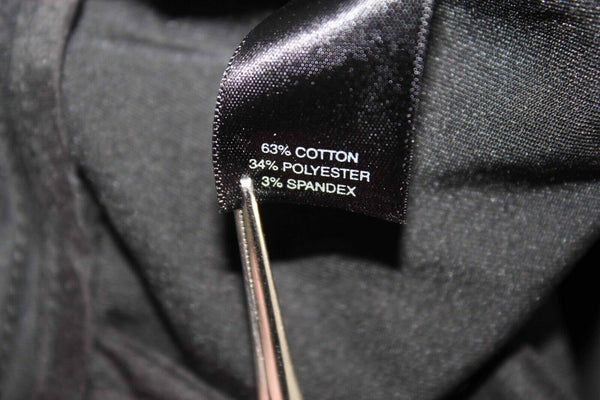 63% COTTON
34% POLYESTER
3% SPANDEX